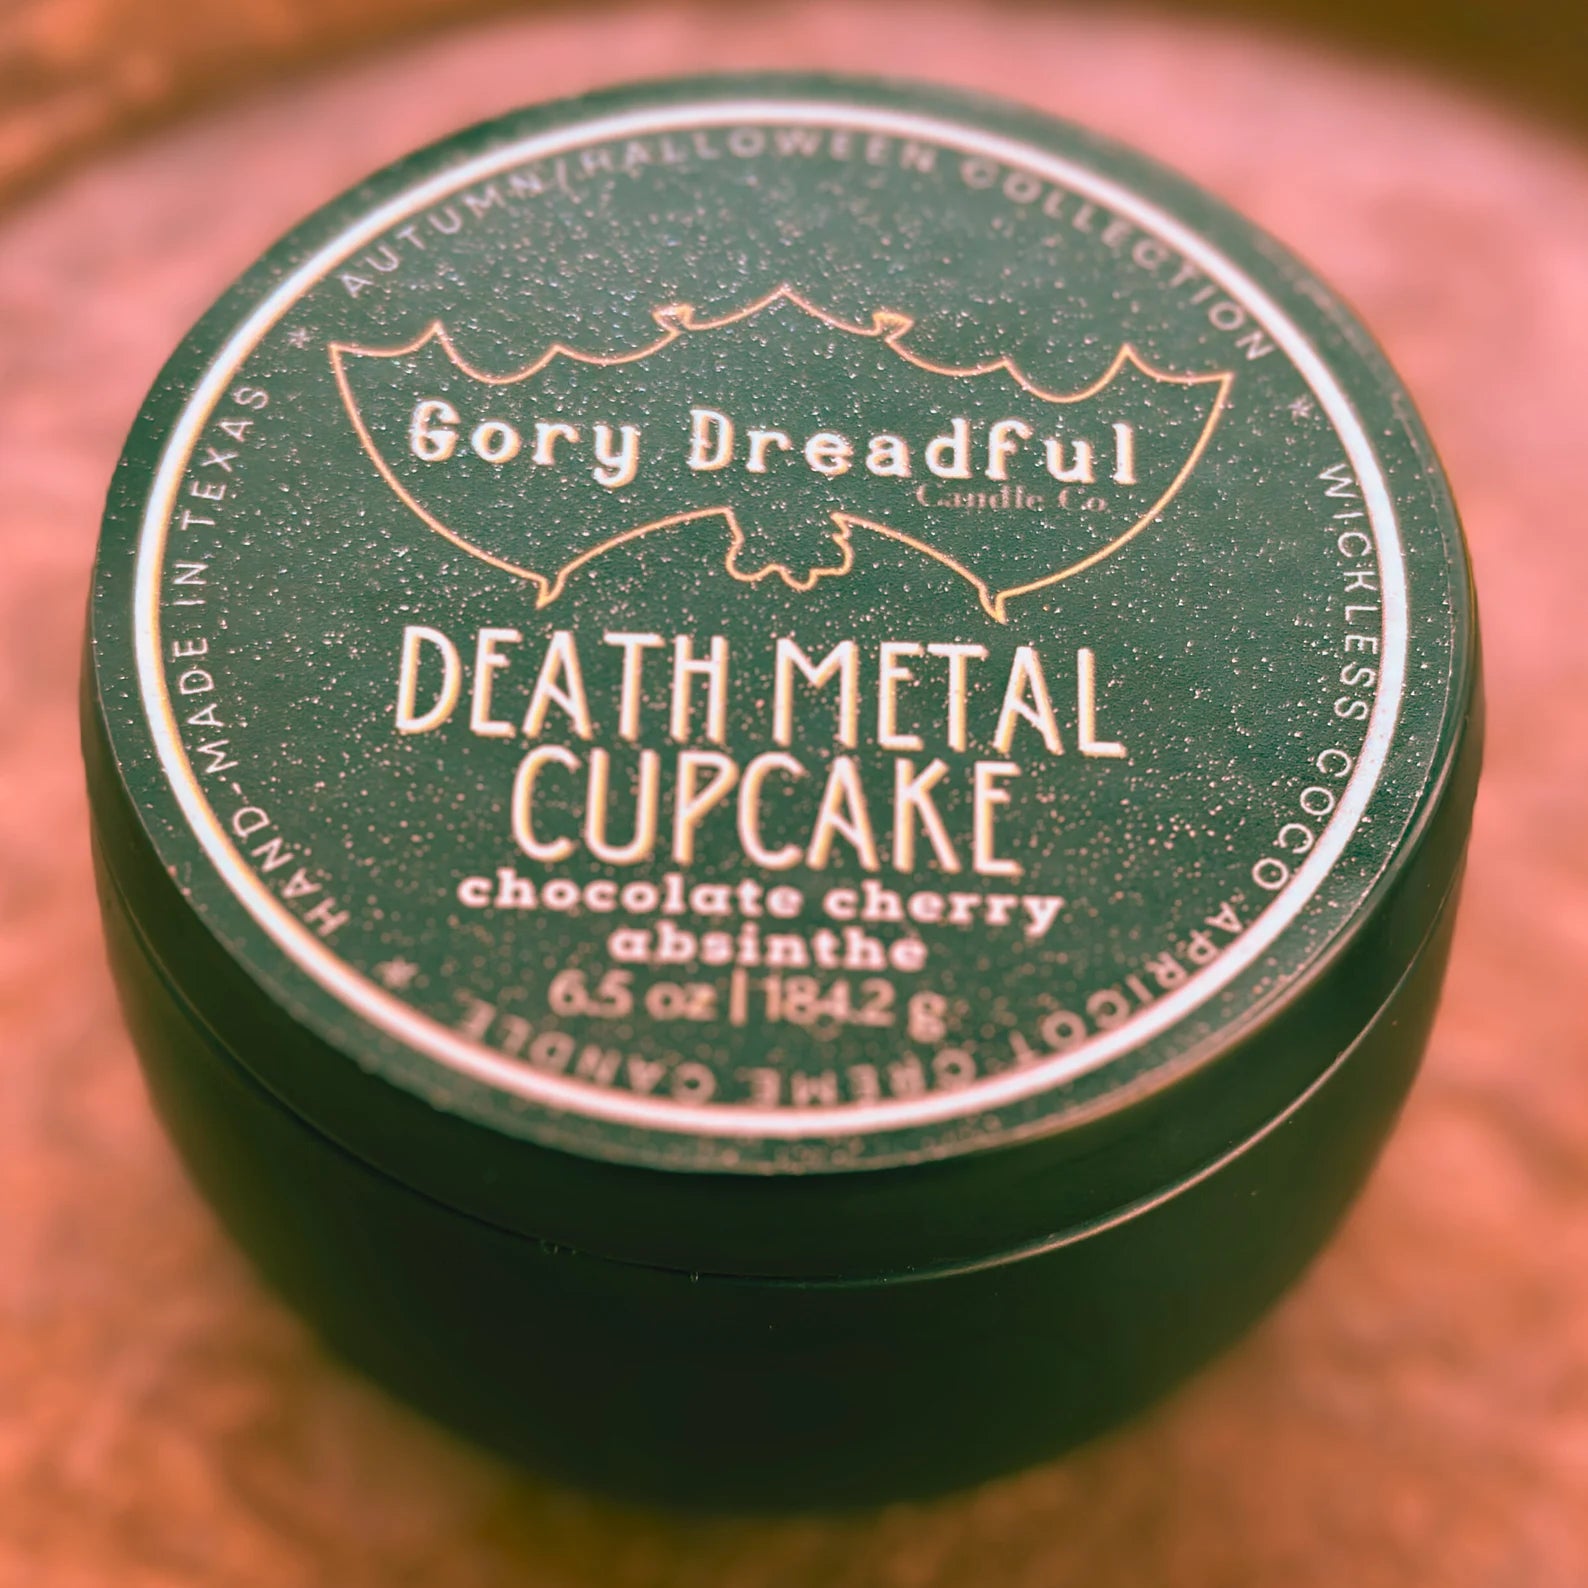 * AUTUMN/HALLOWEEN COLLECTION *
Gory Dreadful
Candle Co
DEATH METAL
CUPCAKE
chocolate cherry
absinthe
6.5 oz | 184.2 g
WICKLESS COCO APRICOT CREME CANDLE *
HAND-MADE IN TEXAS